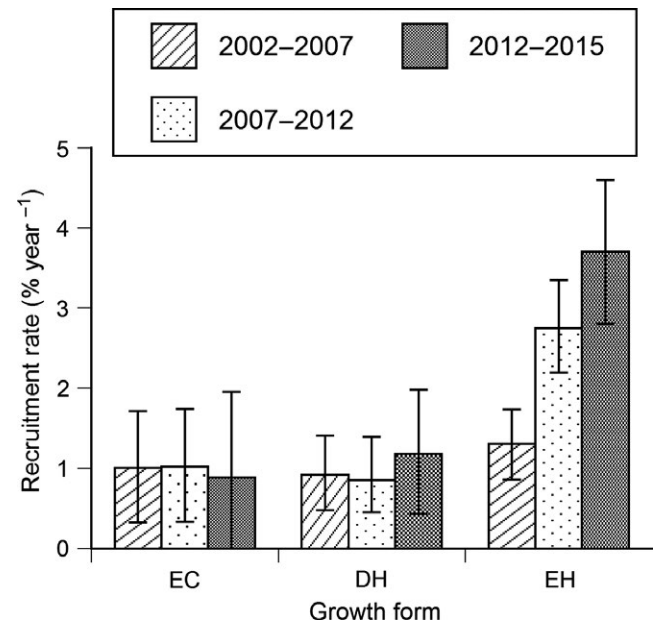 2002–2007
2012–2015
2007–2012
5
4
3
2
1
0
Recruitment rate (% year ⁻¹)
EC
DH
EH
Growth form